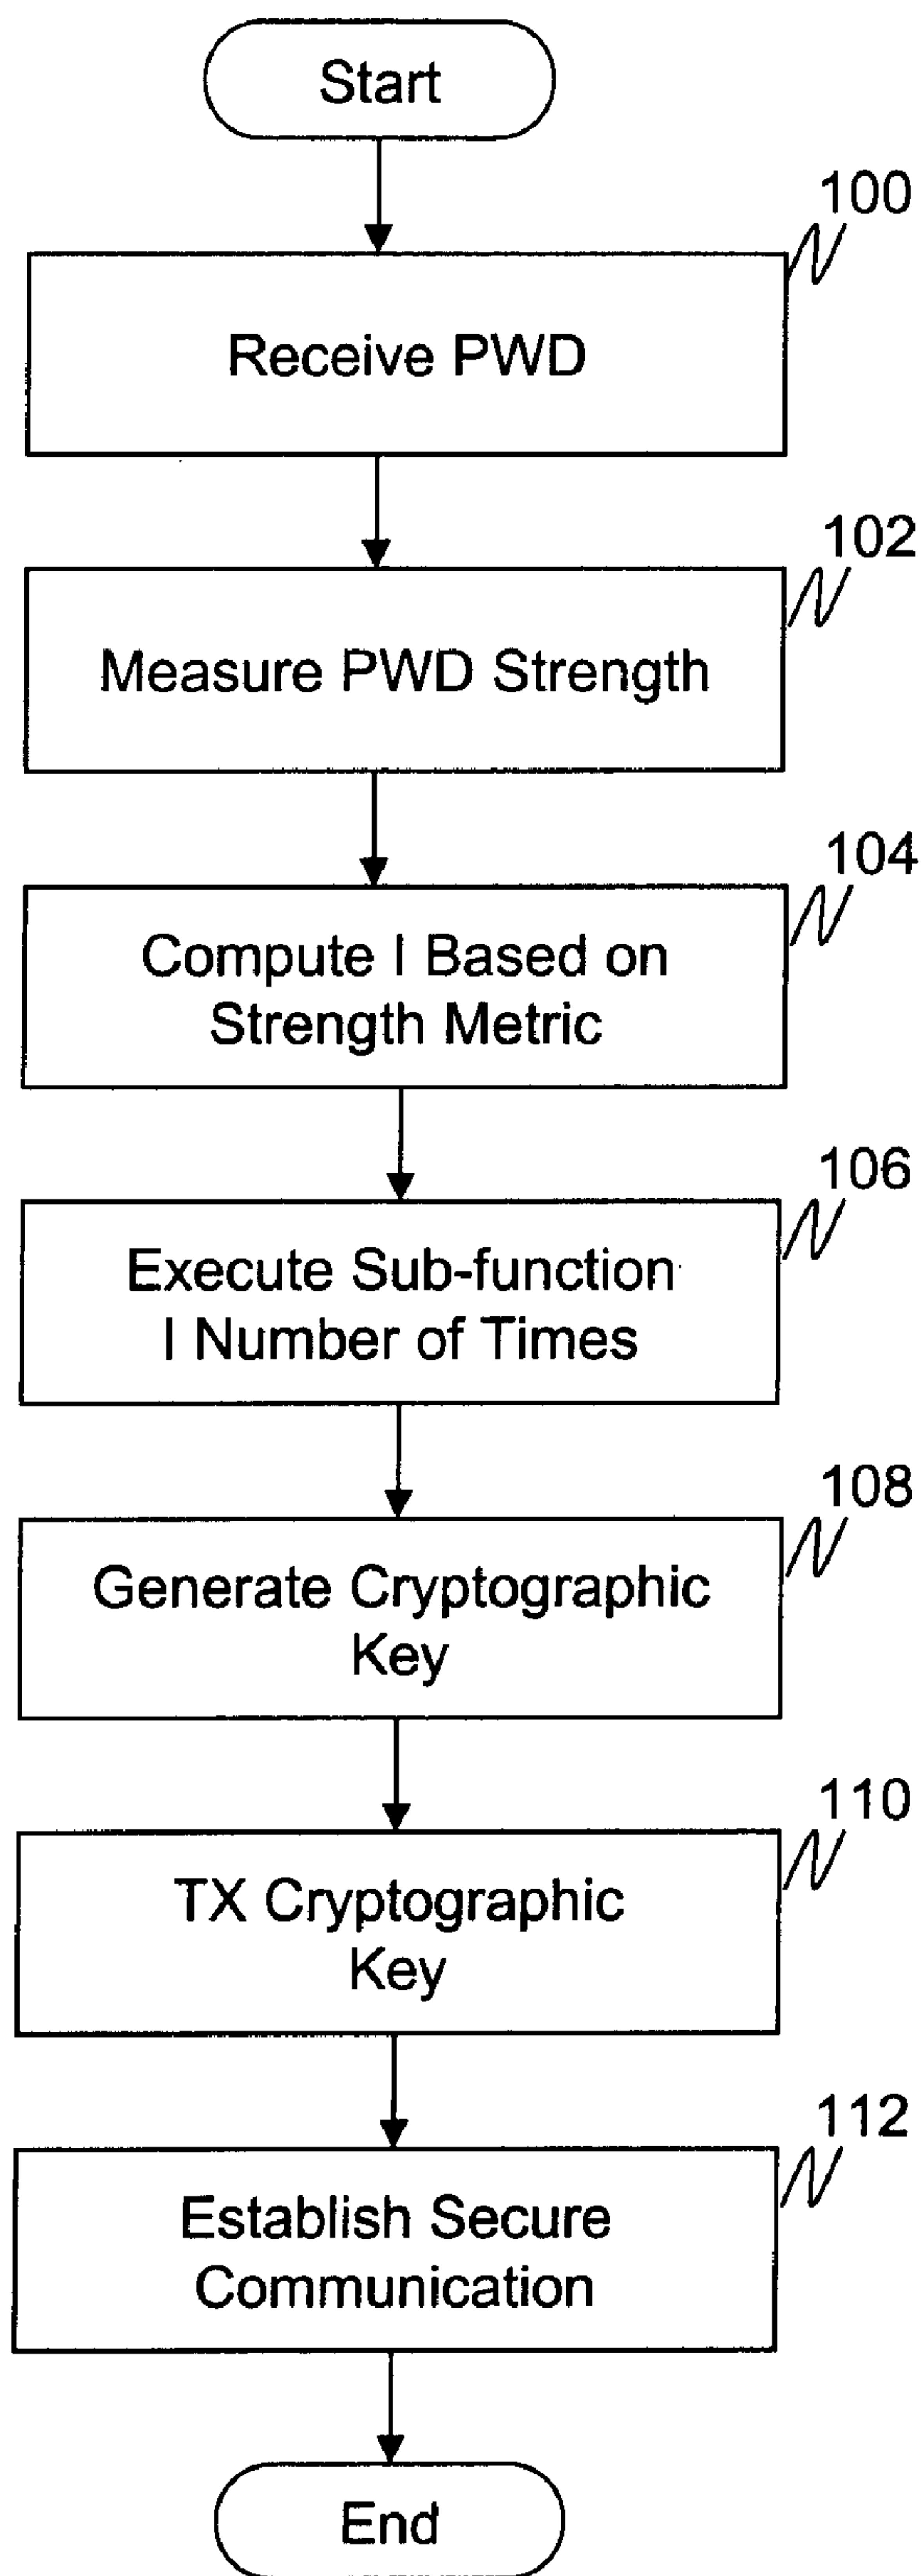 Start
100
Receive PWD
102
Measure PWD Strength
104
Compute I Based on
Strength Metric
106
Execute Sub-function
I Number of Times
108
Generate Cryptographic
Key
110
TX Cryptographic
Key
112
Establish Secure
Communication
End